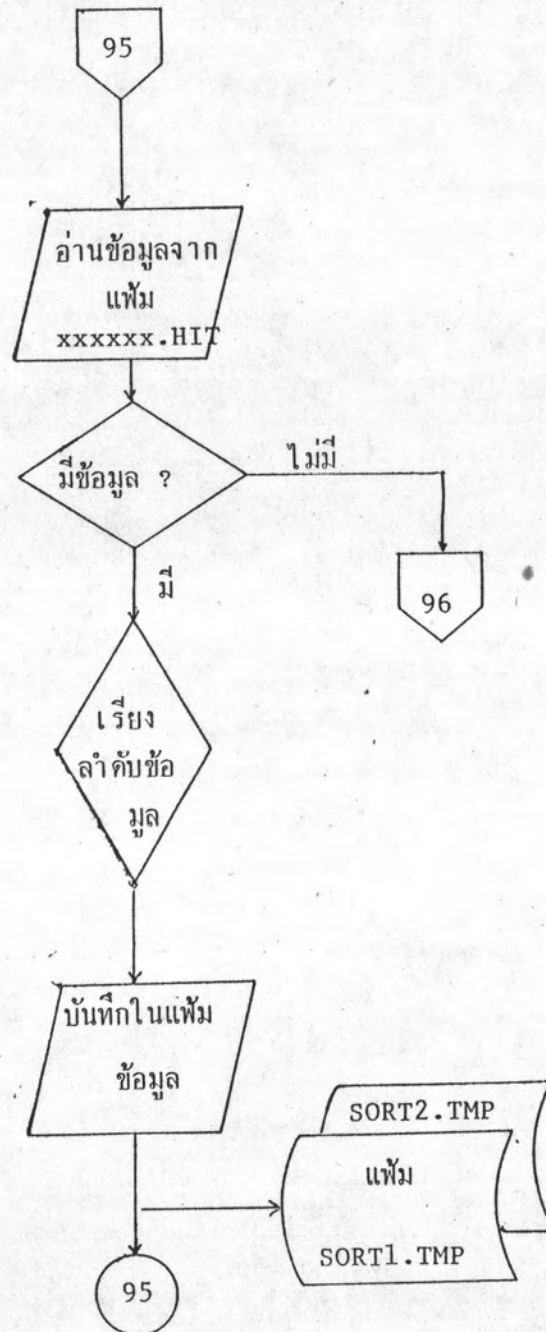 95
อ่านข้อมูลจาก
แฟ้ม
xxxxxx.HIT
มีข้อมูล ?
ไม่มี
96
มี
เรียง
ลำดับข้อ
มูล
บันทึกในแฟ้ม
ข้อมูล
SORT2.TMP
แฟ้ม
SORT1.TMP
95